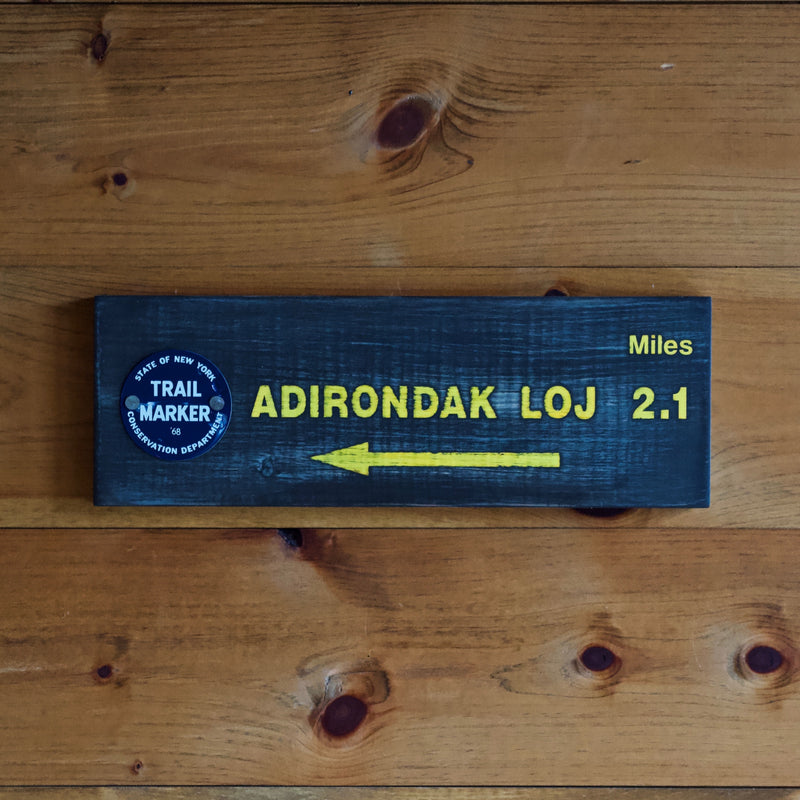 STATE OF NEW YORK
TRAIL
MARKER
'68
CONSERVATION DEPARTMENT
Miles
ADIRONDAK LOJ 2.1